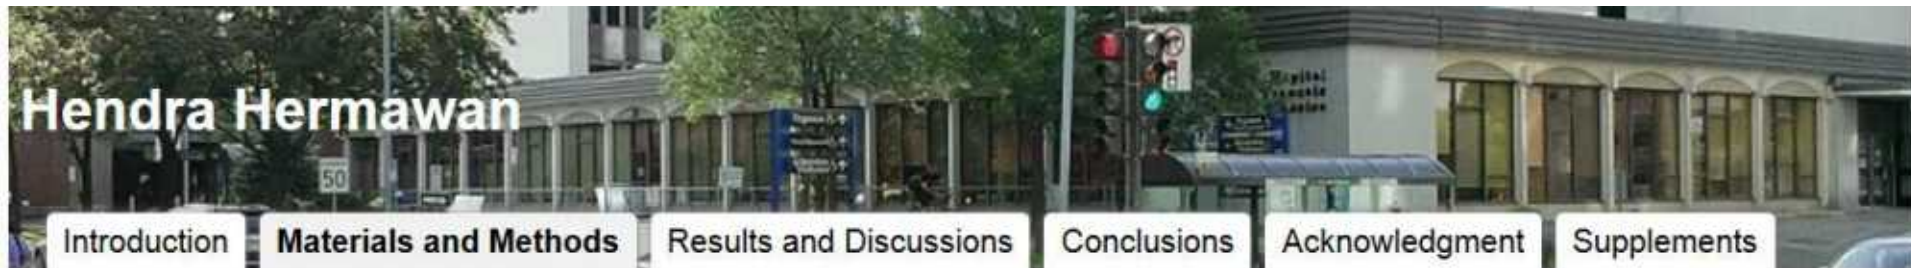 Hendra Hermawan
50
Introduction
Materials and Methods
Results and Discussions
Conclusions
Acknowledgment
Supplements